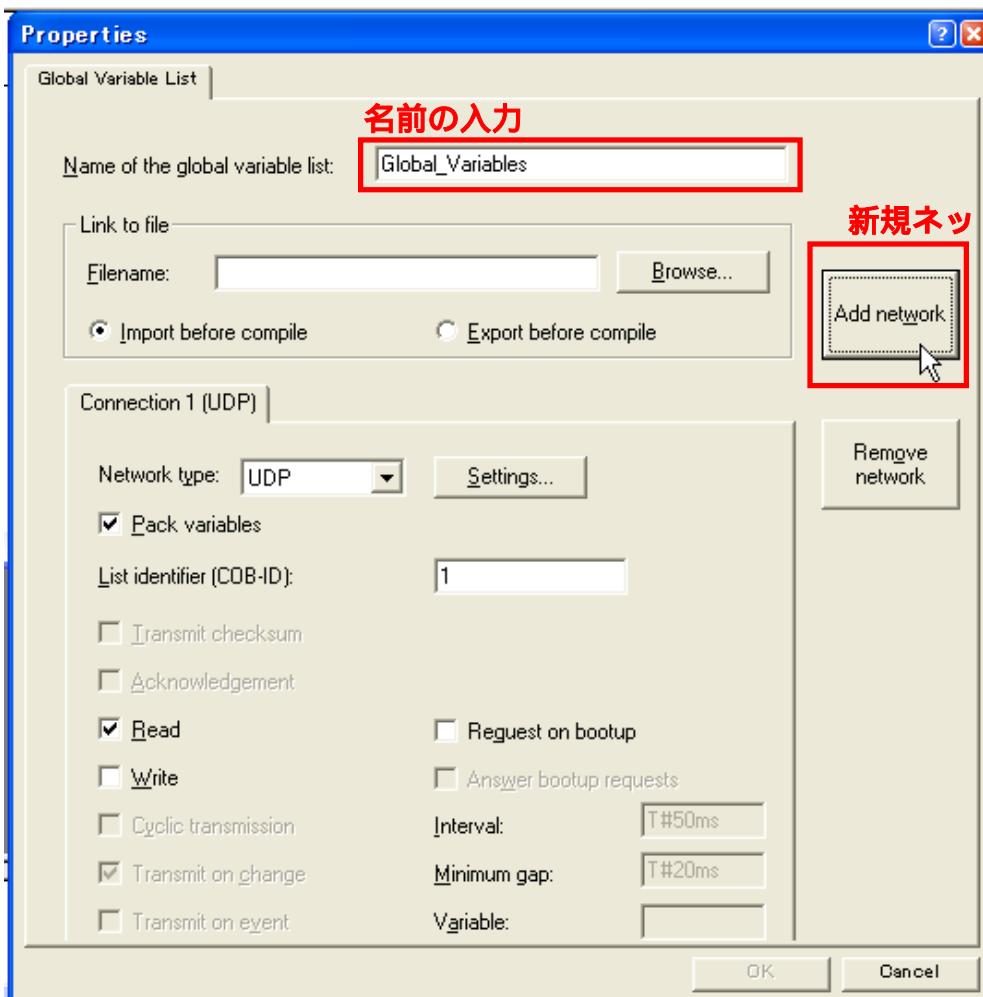 Properties
Global Variable List
名前の入力
Name of the global variable list: Global_Variables
新規ネッ
Link to file
Filename: Browse...
Add network
Import before compile Export before compile
Connection 1 (UDP)
Remove
network
Network type: UDP Settings...
Pack variables
List identifier (COB-ID): 1
Transmit checksum
Acknowledgement
Read Request on bootup
Write Answer bootup requests
Cyclic transmission Interval: T#50ms
Transmit on change Minimum gap: T#20ms
Transmit on event Variable:
OK Cancel